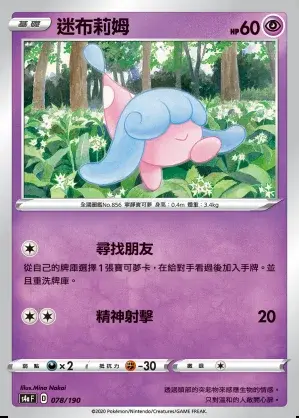 基礎 迷布莉姆 HP60
全國圖鑑No.856 寧靜寶可夢 身高：0.4m 體重：3.4kg
尋找朋友
從自己的牌庫選擇1張寶可夢卡，在給對手看過後加入手牌。並
且重洗牌庫。
精神射擊 20
弱點 ×2 抵抗力 -30 撤退
Illus.Mina Nakai
s4a F D 078/190
透過頭部的突起物來感應生物的情感。
只對溫和的人敞開心扉。
©2020 Pokémon/Nintendo/Creatures/GAME FREAK.